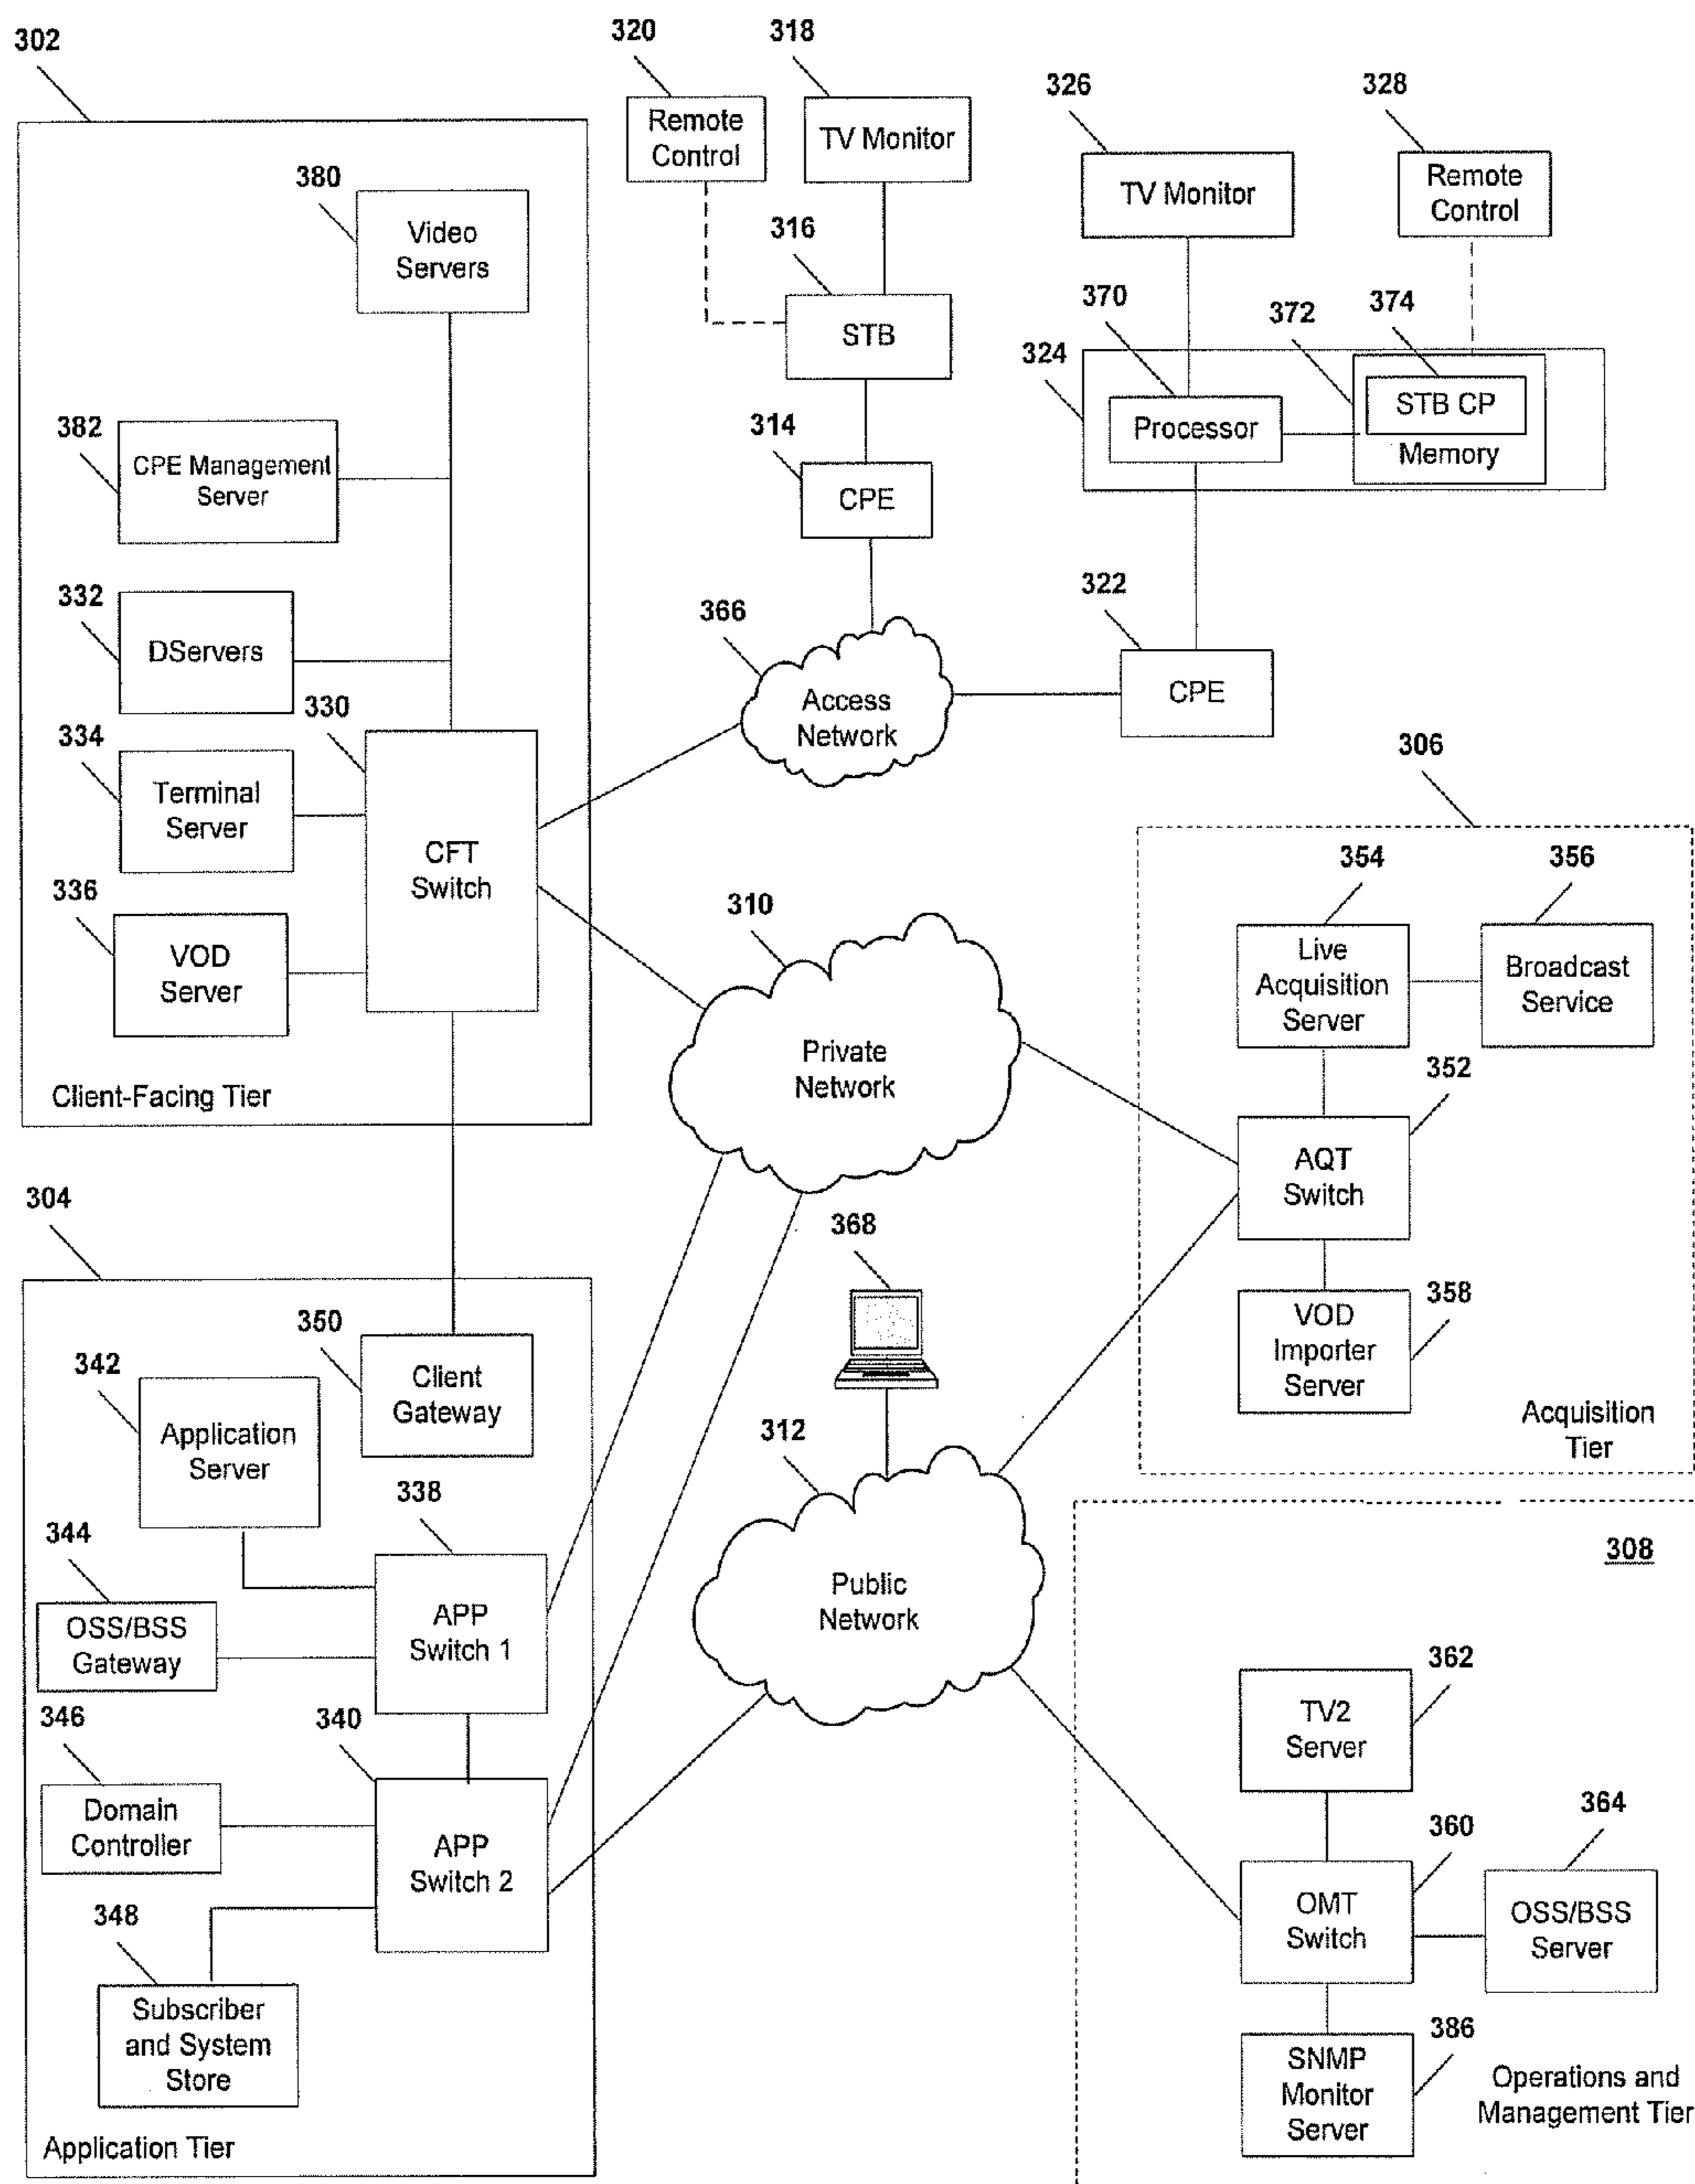 302
320
318
326
328
Remote
Control
TV Monitor
TV Monitor
Remote
Control
380
Video
Servers
316
STB
370
372
374
324
Processor
STB CP
Memory
382
CPE Management
Server
314
CPE
332
DServers
366
Access
Network
322
CPE
330
334
Terminal
Server
CFT
Switch
336
VOD
Server
306
354
356
Live
Acquisition
Server
Broadcast
Service
310
Private
Network
352
AQT
Switch
Client-Facing Tier
304
368
358
VOD
Importer
Server
Acquisition
Tier
350
Client
Gateway
342
Application
Server
312
Public
Network
338
344
OSS/BSS
Gateway
APP
Switch 1
308
362
TV2
Server
346
Domain
Controller
340
APP
Switch 2
360
OMT
Switch
364
OSS/BSS
Server
348
Subscriber
and System
Store
386
SNMP
Monitor
Server
Operations and
Management Tier
Application Tier